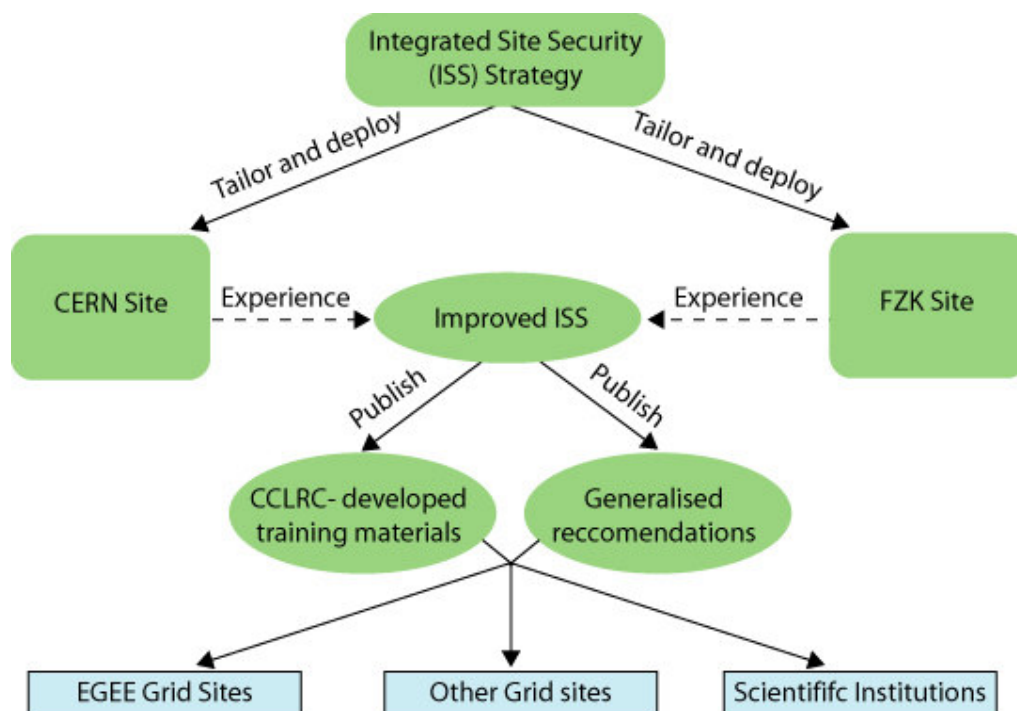 Integrated Site Security
(ISS) Strategy
Tailor and deploy
Tailor and deploy
CERN Site
Experience
Improved ISS
Experience
FZK Site
Publish
Publish
CCLRC- developed
training materials
Generalised
reccomendations
EGEE Grid Sites
Other Grid sites
Scientififc Institutions